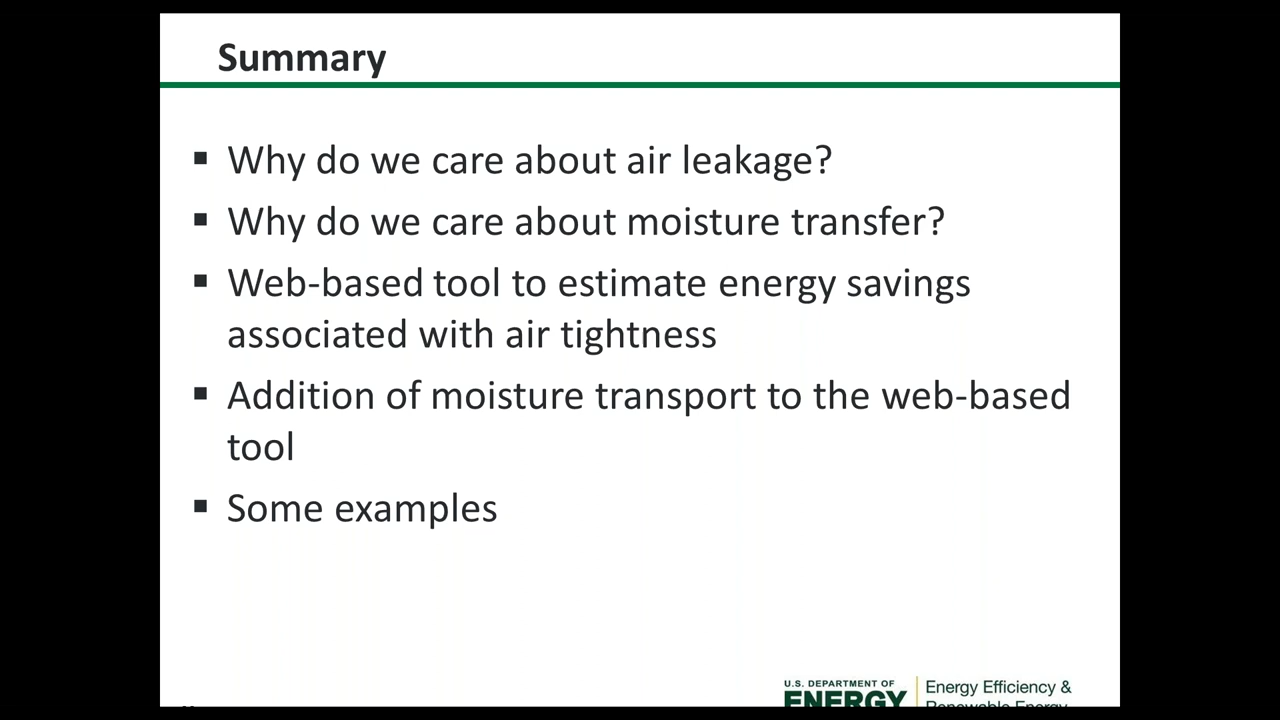 Summary
▪ Why do we care about air leakage?
▪ Why do we care about moisture transfer?
▪ Web-based tool to estimate energy savings
associated with air tightness
▪ Addition of moisture transport to the web-based
tool
▪ Some examples
U.S. DEPARTMENT OF
ENERGY
Energy Efficiency &
Renewable Energy